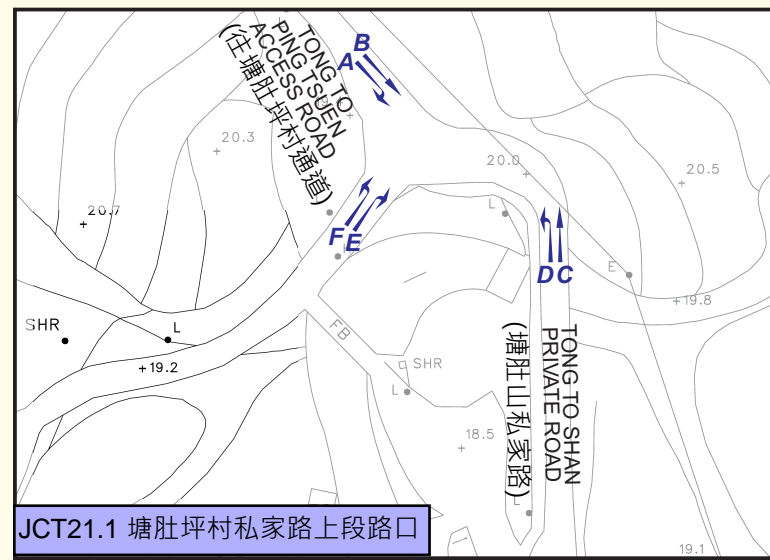 TONG TO
PING TSUEN
ACCESS ROAD
(往塘肚坪村通道)
B
A
20.3
20.7
20.0
20.5
L
F
E
D
C
E
19.8
SHR
L
19.2
FB
SHR
L
TONG TO SHAN
PRIVATE ROAD
(塘肚山私家路)
18.5
19.1
JCT21.1 塘肚坪村私家路上段路口